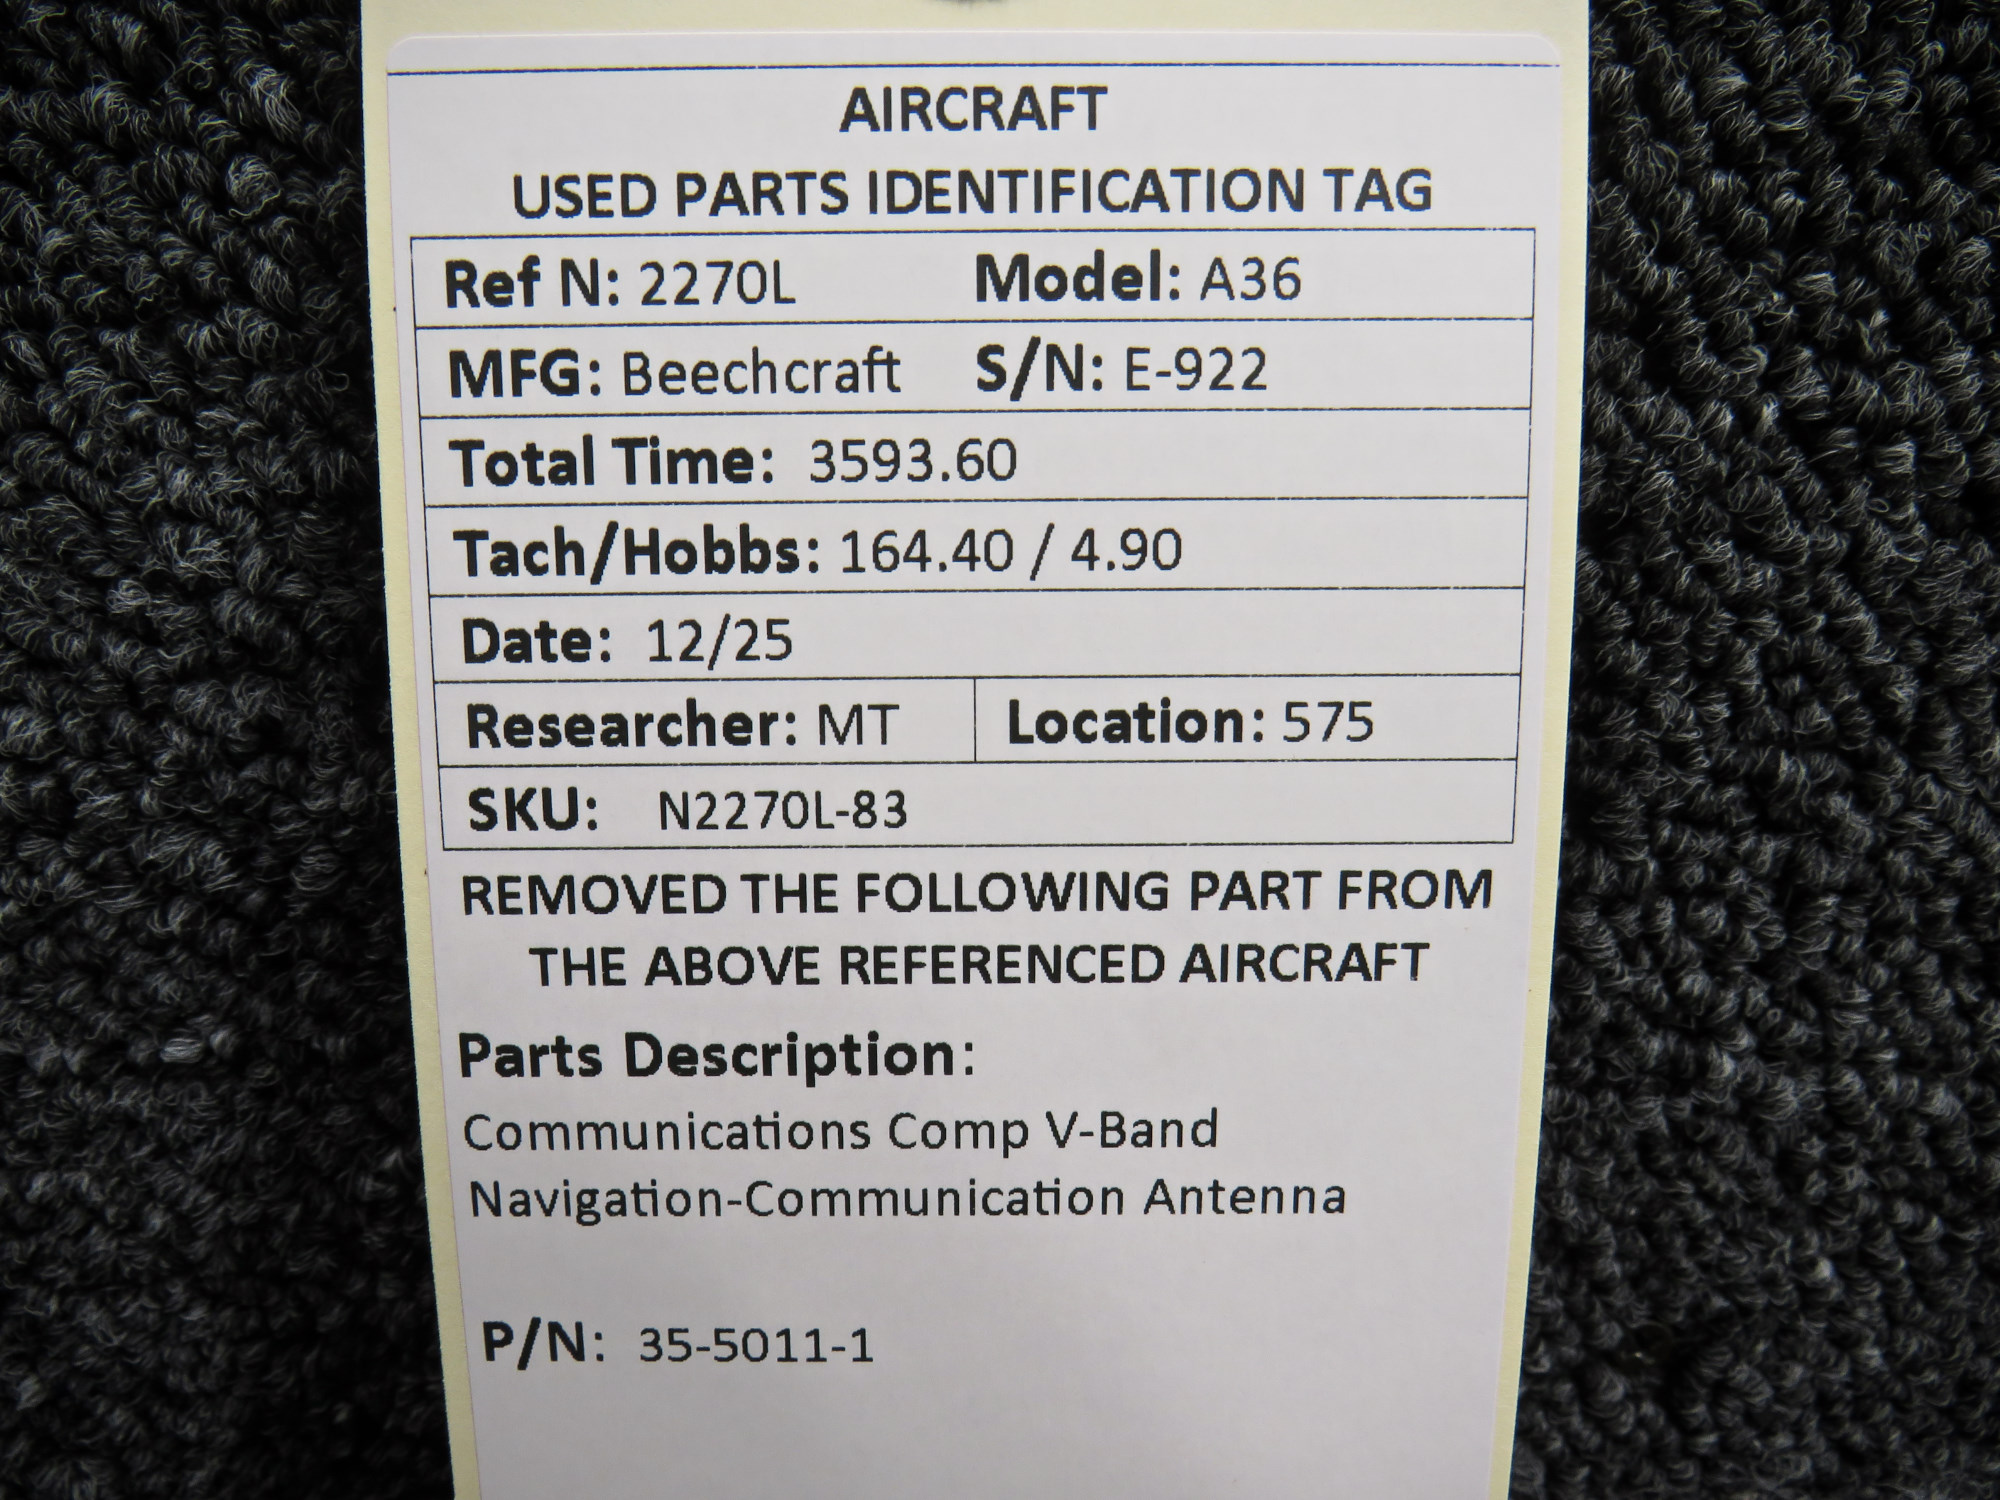 AIRCRAFT
USED PARTS IDENTIFICATION TAG
Ref N: 2270L Model: A36
MFG: Beechcraft S/N: E-922
Total Time: 3593.60
Tach/Hobbs: 164.40 / 4.90
Date: 12/25
Researcher: MT Location: 575
SKU: N2270L-83
REMOVED THE FOLLOWING PART FROM
THE ABOVE REFERENCED AIRCRAFT
Parts Description:
Communications Comp V-Band
Navigation-Communication Antenna
P/N: 35-5011-1